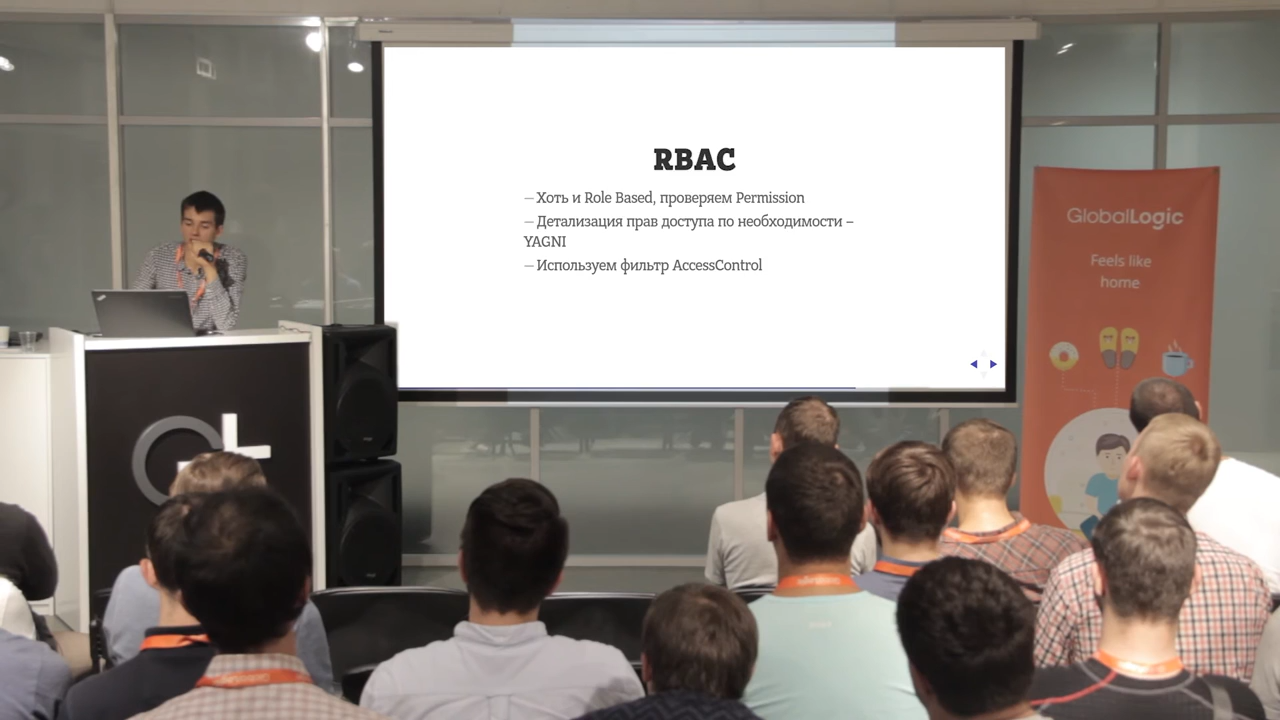 RBAC
– Хоть и Role Based, проверяем Permission
– Детализация прав доступа по необходимости –
YAGNI
– Используем фильтр AccessControl
GlobalLogic
Feels like
home